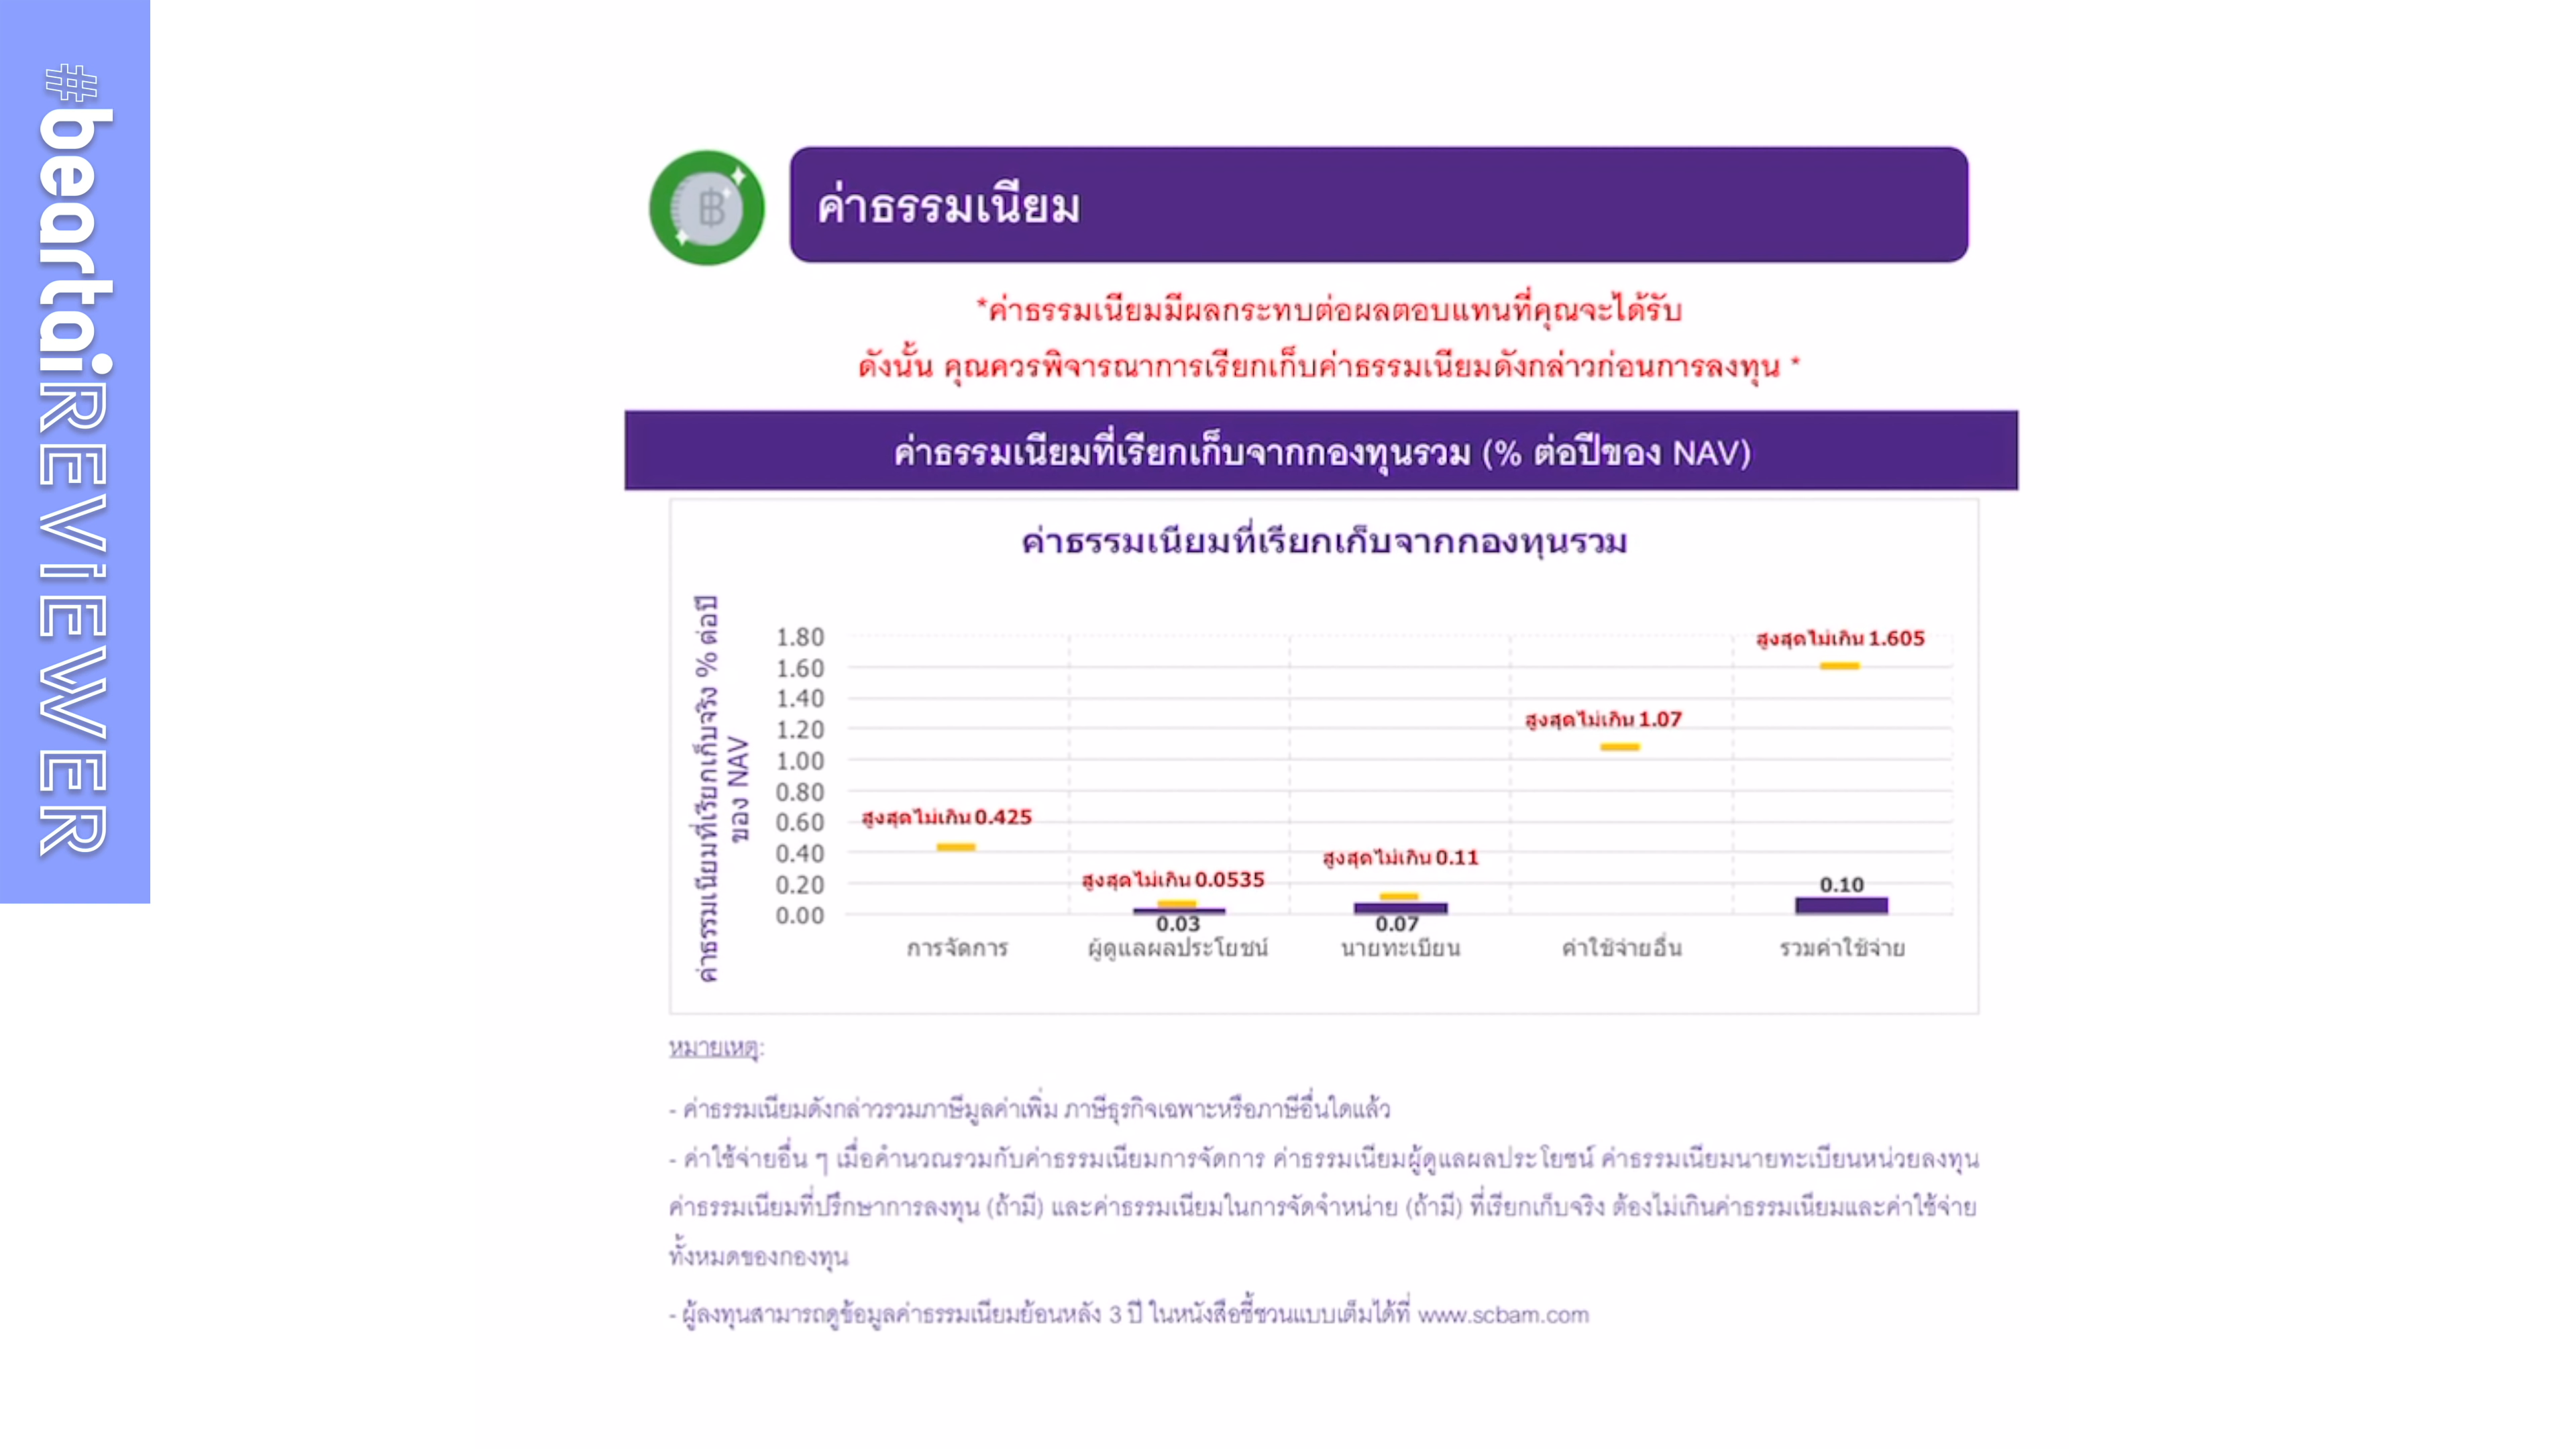 #beartaiREVIEWER
฿
ค่าธรรมเนียม
*ค่าธรรมเนียมมีผลกระทบต่อผลตอบแทนที่คุณจะได้รับ
ดังนั้น คุณควรพิจารณาการเรียกเก็บค่าธรรมเนียมดังกล่าวก่อนการลงทุน *
ค่าธรรมเนียมที่เรียกเก็บจากกองทุนรวม (% ต่อปีของ NAV)
ค่าธรรมเนียมที่เรียกเก็บจากกองทุนรวม
ค่าธรรมเนียมที่เรียกเก็บจริง % ต่อปี
ของ NAV
1.80
1.60
1.40
1.20
1.00
0.80
0.60
0.40
0.20
0.00
สูงสุดไม่เกิน 0.425
สูงสุดไม่เกิน 0.0535
สูงสุดไม่เกิน 0.11
สูงสุดไม่เกิน 1.07
สูงสุดไม่เกิน 1.605
0.03
0.07
0.10
การจัดการ
ผู้ดูแลผลประโยชน์
นายทะเบียน
ค่าใช้จ่ายอื่น
รวมค่าใช้จ่าย
หมายเหตุ:
- ค่าธรรมเนียมดังกล่าวรวมภาษีมูลค่าเพิ่ม ภาษีธุรกิจเฉพาะหรือภาษีอื่นใดแล้ว
- ค่าใช้จ่ายอื่น ๆ เมื่อคำนวณรวมกับค่าธรรมเนียมการจัดการ ค่าธรรมเนียมผู้ดูแลผลประโยชน์ ค่าธรรมเนียมนายทะเบียนหน่วยลงทุน
ค่าธรรมเนียมที่ปรึกษาการลงทุน (ถ้ามี) และค่าธรรมเนียมในการจัดจำหน่าย (ถ้ามี) ที่เรียกเก็บจริง ต้องไม่เกินค่าธรรมเนียมและค่าใช้จ่าย
ทั้งหมดของกองทุน
- ผู้ลงทุนสามารถดูข้อมูลค่าธรรมเนียมย้อนหลัง 3 ปี ในหนังสือชี้ชวนแบบเต็มได้ที่ www.scbam.com